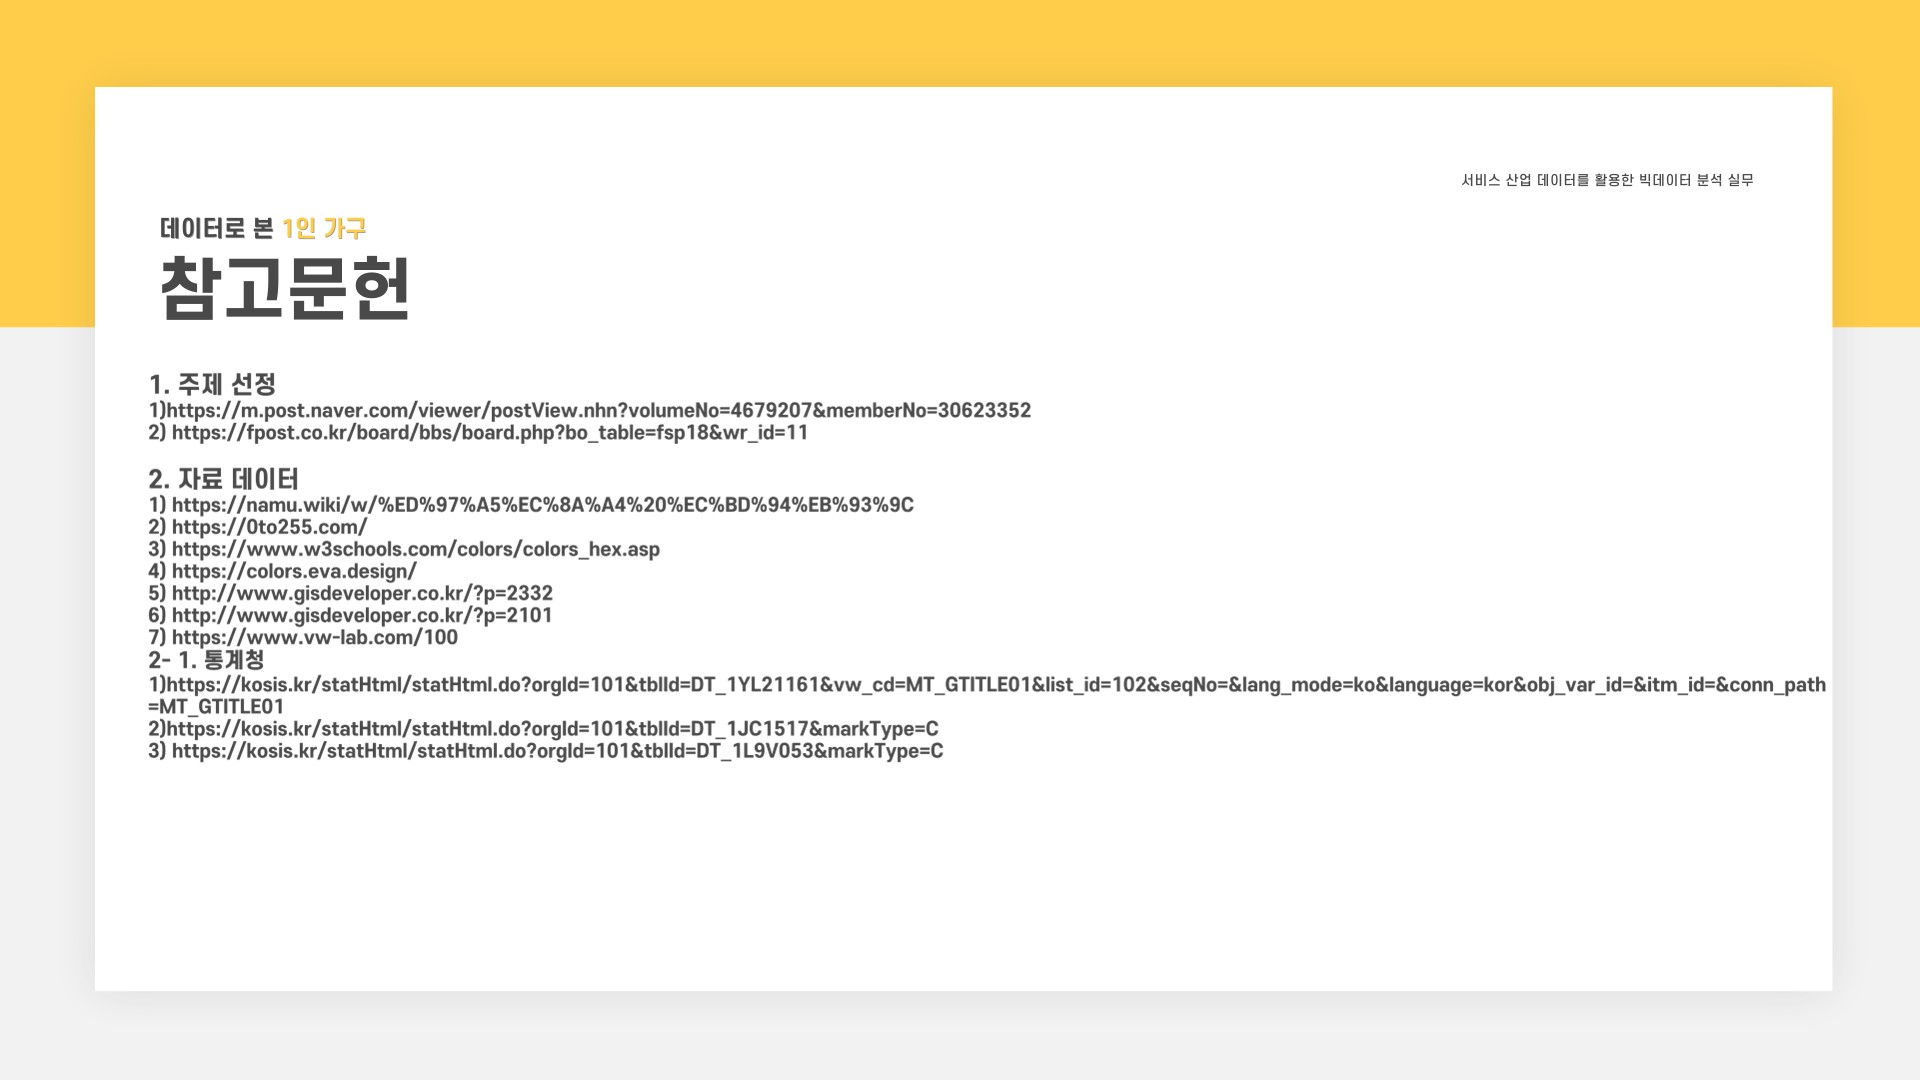 서비스 산업 데이터를 활용한 빅데이터 분석 실무
데이터로 본 1인 가구
참고문헌
1. 주제 선정
1)https://m.post.naver.com/viewer/postView.nhn?volumeNo=4679207&memberNo=30623352
2) https://fpost.co.kr/board/bbs/board.php?bo_table=fsp18&wr_id=11
2. 자료 데이터
1) https://namu.wiki/w/%ED%97%A5%EC%8A%A4%20%EC%BD%94%EB%93%9C
2) https://0to255.com/
3) https://www.w3schools.com/colors/colors_hex.asp
4) https://colors.eva.design/
5) http://www.gisdeveloper.co.kr/?p=2332
6) http://www.gisdeveloper.co.kr/?p=2101
7) https://www.vw-lab.com/100
2- 1. 통계청
1)https://kosis.kr/statHtml/statHtml.do?orgId=101&tblId=DT_1YL21161&vw_cd=MT_GTITLE01&list_id=102&seqNo=&lang_mode=ko&language=kor&obj_var_id=&itm_id=&conn_path
=MT_GTITLE01
2)https://kosis.kr/statHtml/statHtml.do?orgId=101&tblId=DT_1JC1517&markType=C
3) https://kosis.kr/statHtml/statHtml.do?orgId=101&tblId=DT_1L9V053&markType=C